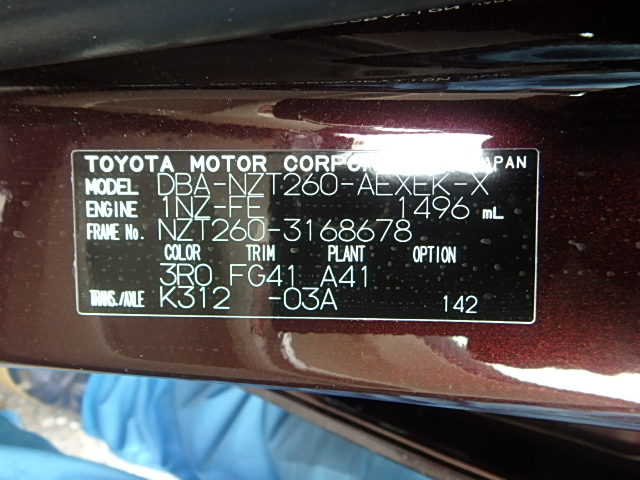 TOYOTA MOTOR CORPORATION JAPAN
MODEL DBA-NZT260-AEXEK-X
ENGINE 1NZ-FE 1496 mL
FRAME No. NZT260-3168678
COLOR TRIM PLANT OPTION
3R0 FG41 A41
TRANS./AXLE K312 -03A 142